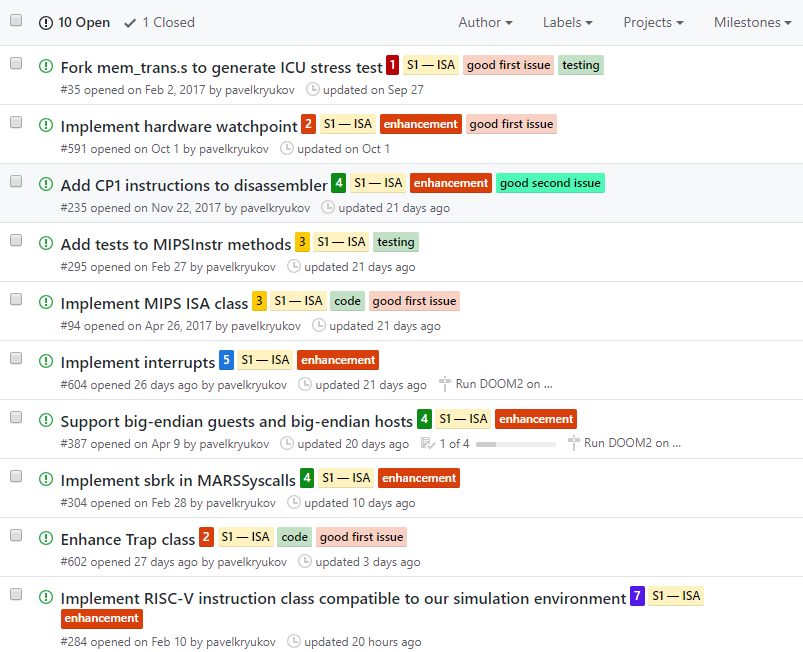 10 Open 1 Closed Author Labels Projects Milestones
Fork mem_trans.s to generate ICU stress test 1 S1 — ISA good first issue testing
#35 opened on Feb 2, 2017 by pavelkryukov updated on Sep 27
Implement hardware watchpoint 2 S1 — ISA enhancement good first issue
#591 opened on Oct 1 by pavelkryukov updated on Oct 1
Add CP1 instructions to disassembler 4 S1 — ISA enhancement good second issue
#235 opened on Nov 22, 2017 by pavelkryukov updated 21 days ago
Add tests to MIPSInstr methods 3 S1 — ISA testing
#295 opened on Feb 27 by pavelkryukov updated 21 days ago
Implement MIPS ISA class 3 S1 — ISA code good first issue
#94 opened on Apr 26, 2017 by pavelkryukov updated 21 days ago
Implement interrupts 5 S1 — ISA enhancement
#604 opened 26 days ago by pavelkryukov updated 21 days ago Run DOOM2 on ...
Support big-endian guests and big-endian hosts 4 S1 — ISA enhancement
#387 opened on Apr 9 by pavelkryukov updated 20 days ago 1 of 4 Run DOOM2 on ...
Implement sbrk in MARSSyscalls 4 S1 — ISA enhancement
#304 opened on Feb 28 by pavelkryukov updated 10 days ago
Enhance Trap class 2 S1 — ISA code good first issue
#602 opened 27 days ago by pavelkryukov updated 3 days ago
Implement RISC-V instruction class compatible to our simulation environment 7 S1 — ISA
enhancement
#284 opened on Feb 10 by pavelkryukov updated 20 hours ago